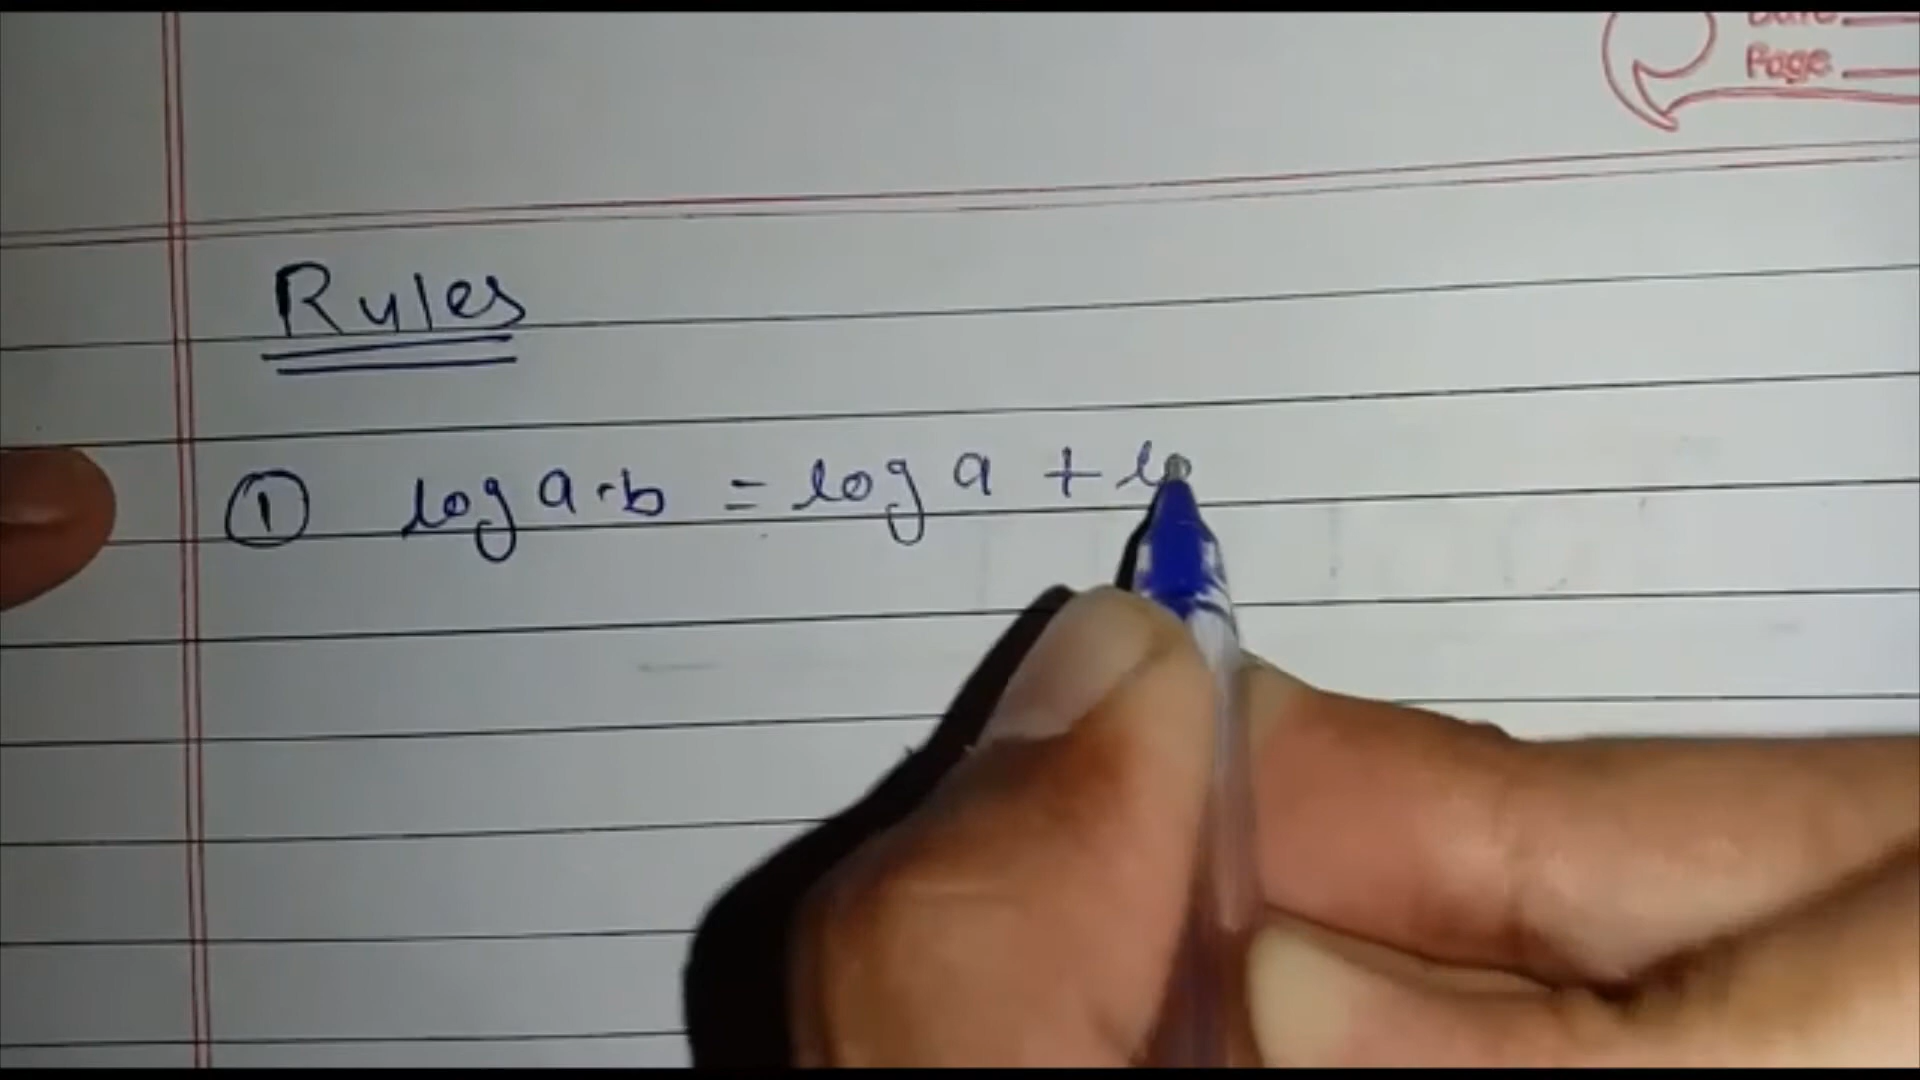 Date
Page
Rules
① log a·b = log a + lo